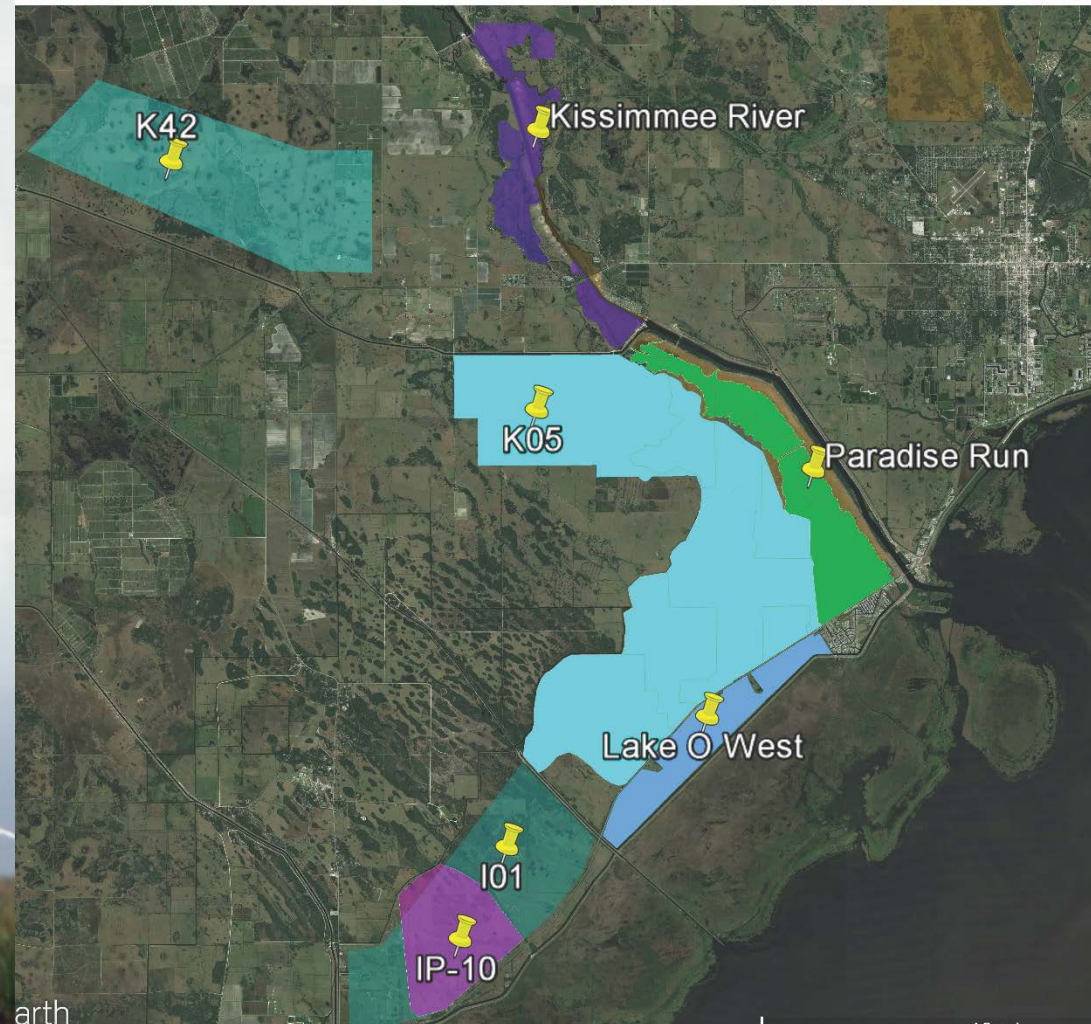 K42
Kissimmee River
K05
Paradise Run
Lake O West
I01
IP-10
arth